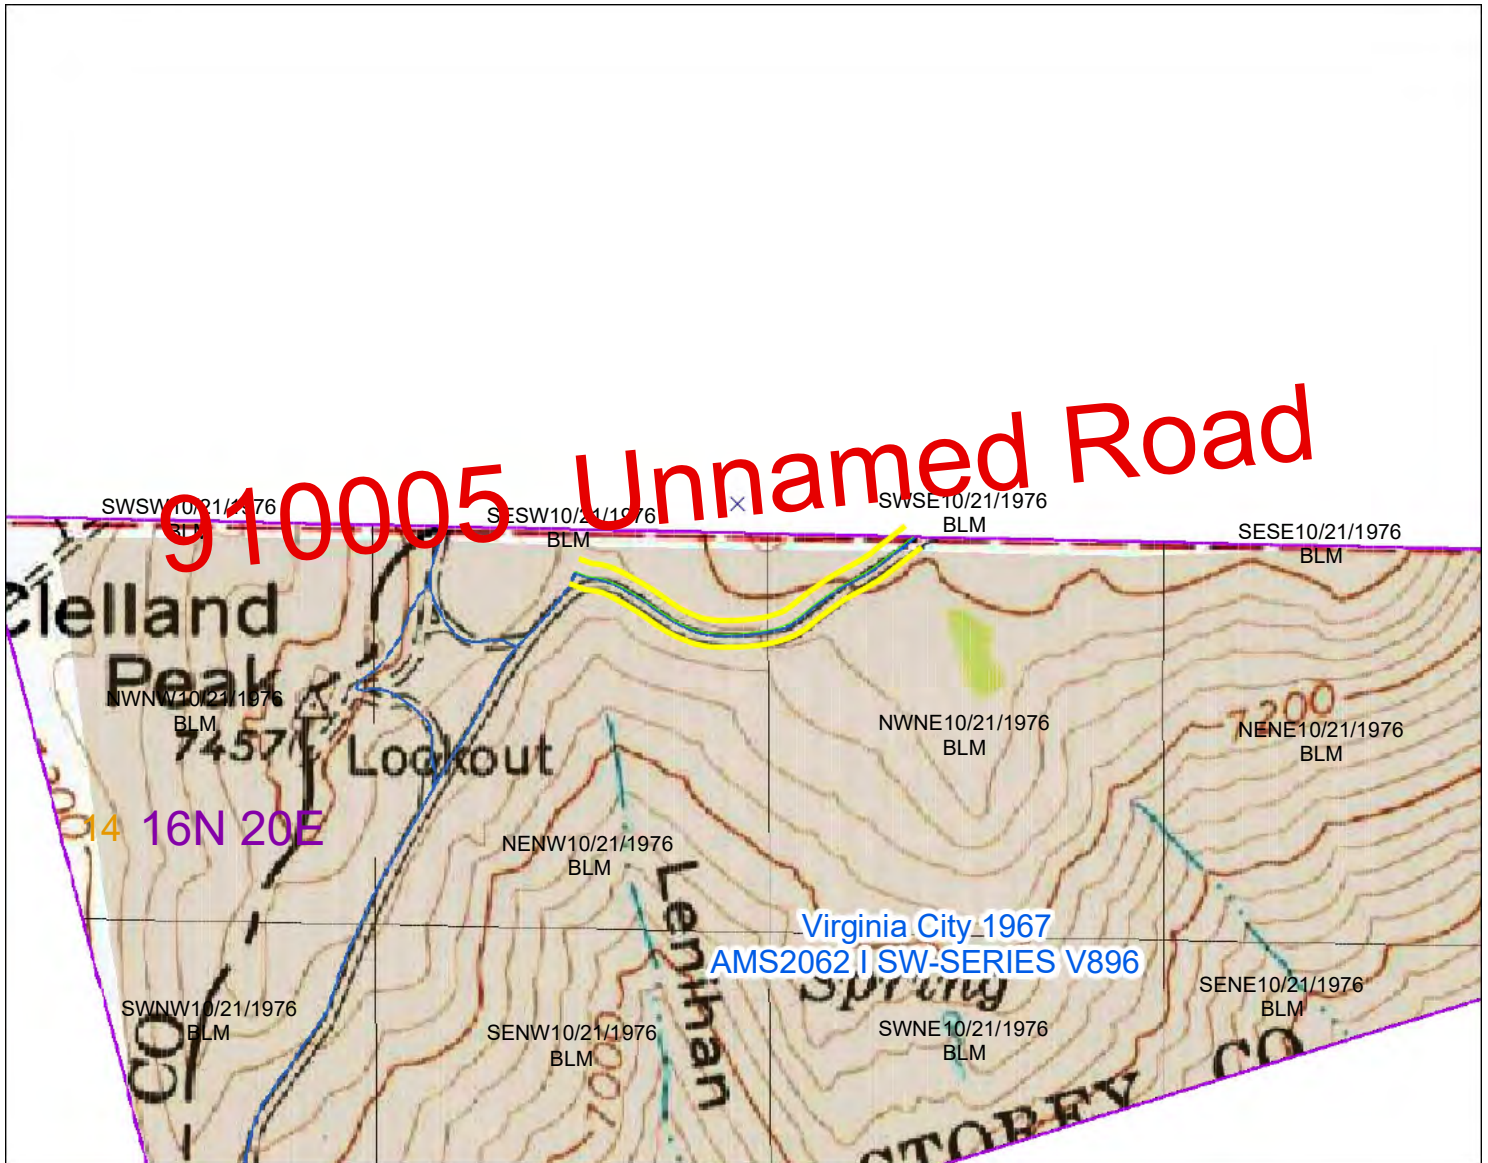 910005 Unnamed Road
SWSW10/21/1976
BLM
SESW10/21/1976
BLM
SWSE10/21/1976
BLM
SESE10/21/1976
BLM
Clelland
Peak
NWNW10/21/1976
BLM
7457
Lookout
NWNE10/21/1976
BLM
7200
NENE10/21/1976
BLM
14 16N 20E
NENW10/21/1976
BLM
Lenihan
Virginia City 1967
AMS2062 I SW-SERIES V896
Spring
SWNW10/21/1976
BLM
SENW10/21/1976
BLM
SWNE10/21/1976
BLM
SENE10/21/1976
BLM
CO
7000
STOREY CO